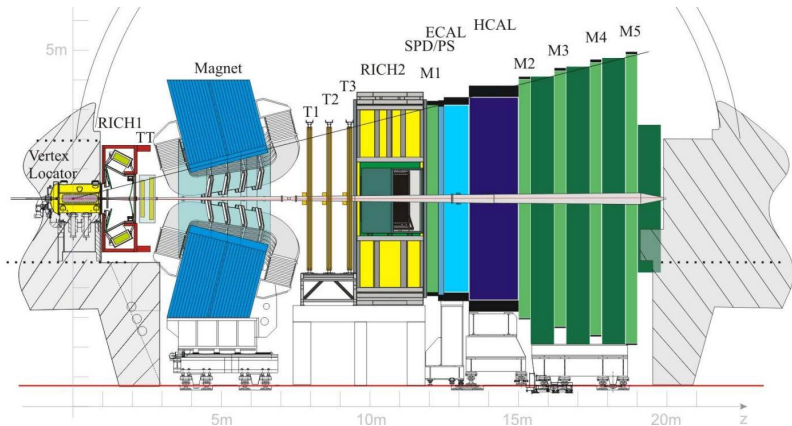 5m
Vertex
Locator
RICH1
TT
Magnet
T1
T2
T3
RICH2
SPD/PS
M1
ECAL
HCAL
M2
M3
M4
M5
5m
10m
15m
20m
z